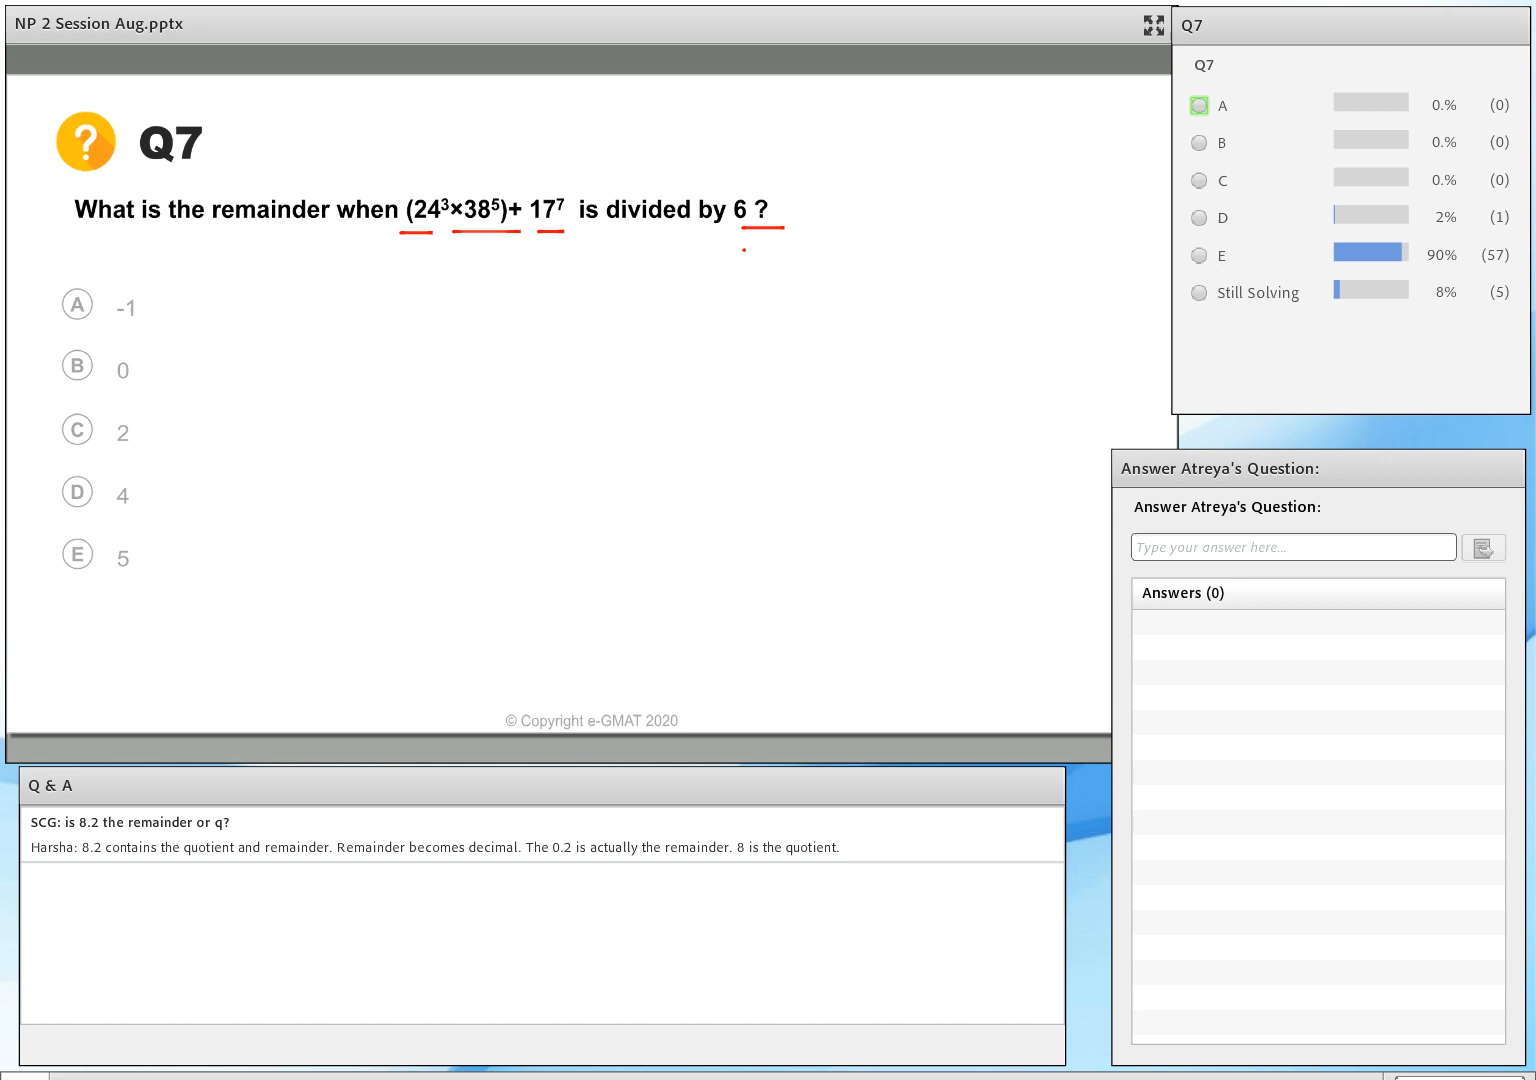 NP 2 Session Aug.pptx
Q7
What is the remainder when (24³×38⁵)+ 17⁷ is divided by 6 ?
A -1
B 0
C 2
D 4
E 5
© Copyright e-GMAT 2020
Q7
Q7
A 0.% (0)
B 0.% (0)
C 0.% (0)
D 2% (1)
E 90% (57)
Still Solving 8% (5)
Answer Atreya's Question:
Answer Atreya's Question:
Type your answer here...
Answers (0)
Q & A
SCG: is 8.2 the remainder or q?
Harsha: 8.2 contains the quotient and remainder. Remainder becomes decimal. The 0.2 is actually the remainder. 8 is the quotient.